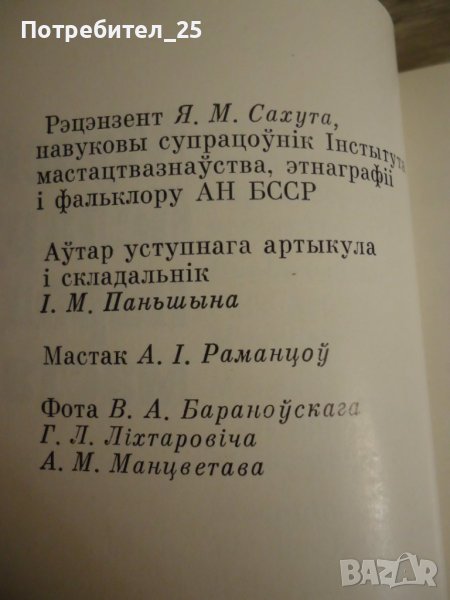 Потребител_25
Рэцэнзент Я. М. Сахута,
навуковы супрацоўнік Інстытута
мастацтвазнаўства, этнаграфіі
і фальклору АН БССР
Аўтар уступнага артыкула
і складальнік
І. М. Паньшына
Мастак А. І. Раманцоў
Фота В. А. Бараноўскага
Г. Л. Ліхтаровіча
А. М. Манцветава
BAZAR